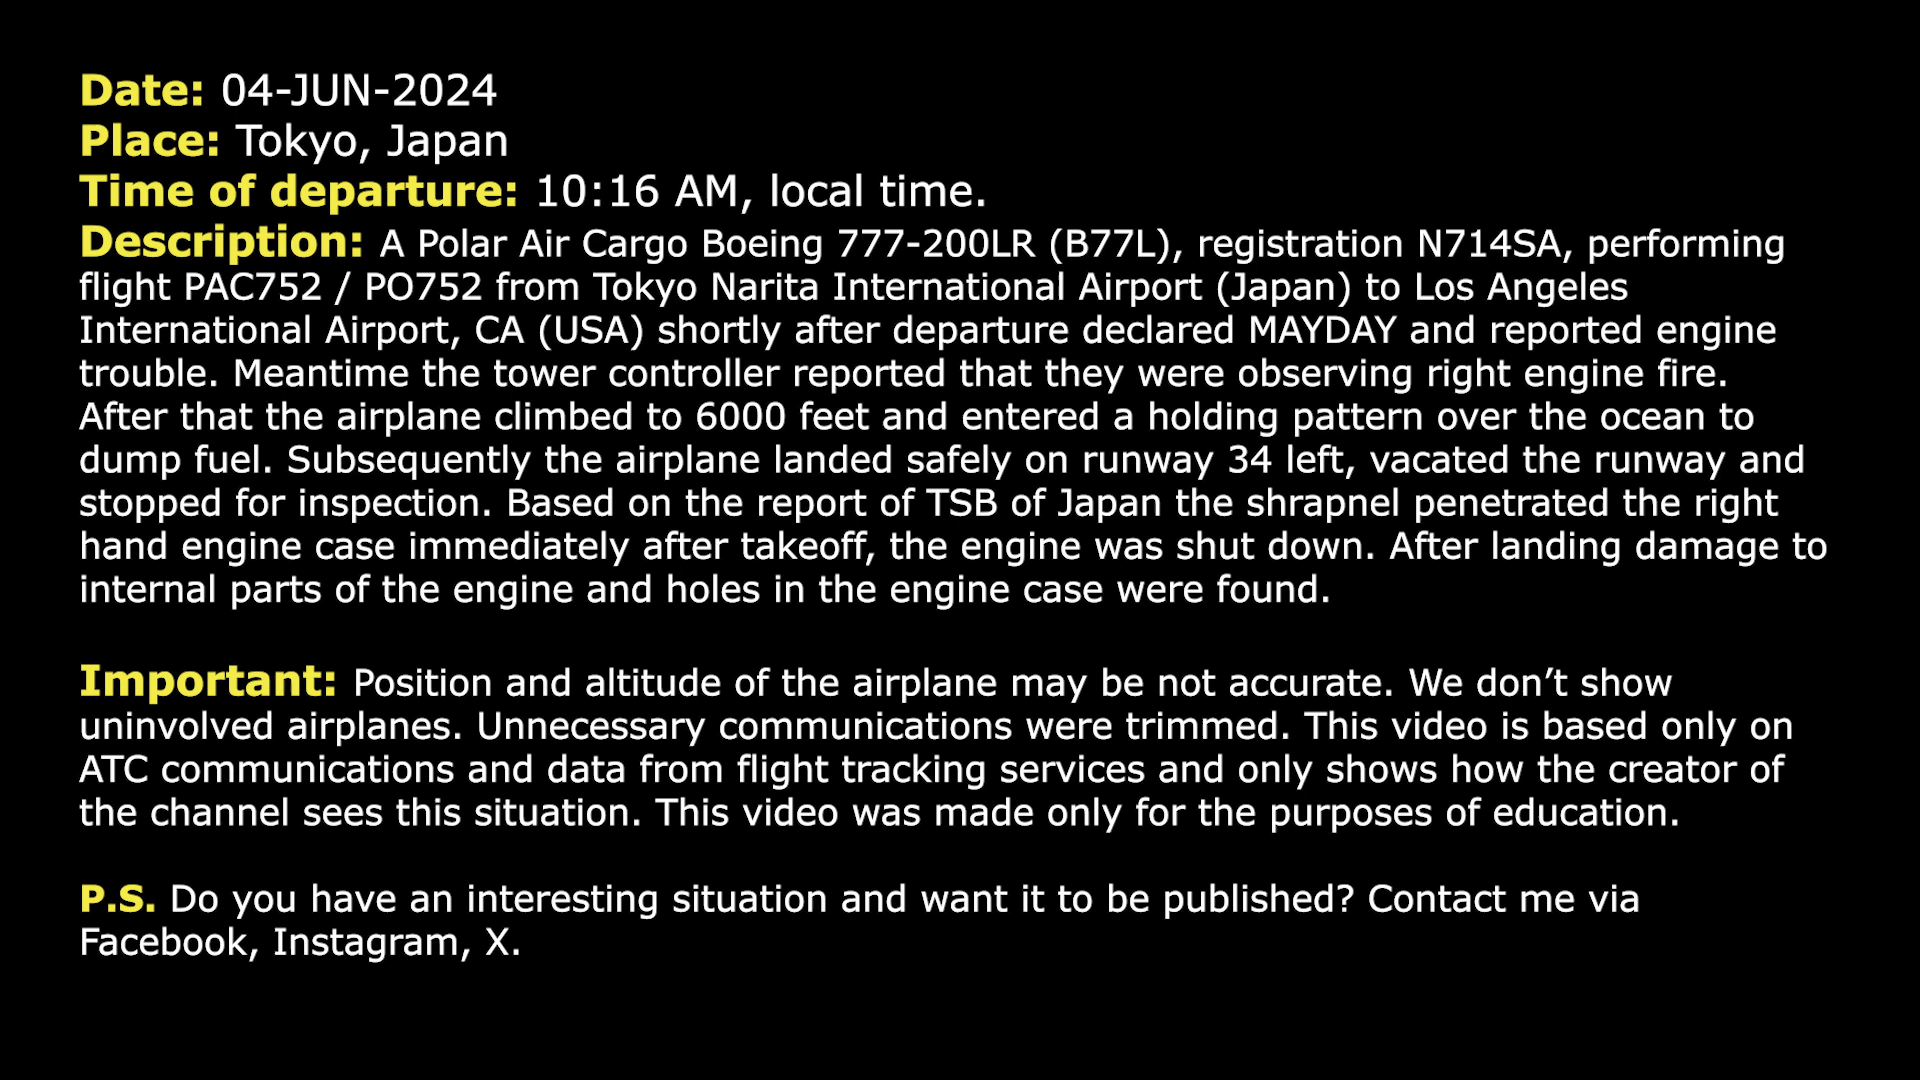 Date: 04-JUN-2024
Place: Tokyo, Japan
Time of departure: 10:16 AM, local time.
Description: A Polar Air Cargo Boeing 777-200LR (B77L), registration N714SA, performing
flight PAC752 / PO752 from Tokyo Narita International Airport (Japan) to Los Angeles
International Airport, CA (USA) shortly after departure declared MAYDAY and reported engine
trouble. Meantime the tower controller reported that they were observing right engine fire.
After that the airplane climbed to 6000 feet and entered a holding pattern over the ocean to
dump fuel. Subsequently the airplane landed safely on runway 34 left, vacated the runway and
stopped for inspection. Based on the report of TSB of Japan the shrapnel penetrated the right
hand engine case immediately after takeoff, the engine was shut down. After landing damage to
internal parts of the engine and holes in the engine case were found.
Important: Position and altitude of the airplane may be not accurate. We don’t show
uninvolved airplanes. Unnecessary communications were trimmed. This video is based only on
ATC communications and data from flight tracking services and only shows how the creator of
the channel sees this situation. This video was made only for the purposes of education.
P.S. Do you have an interesting situation and want it to be published? Contact me via
Facebook, Instagram, X.